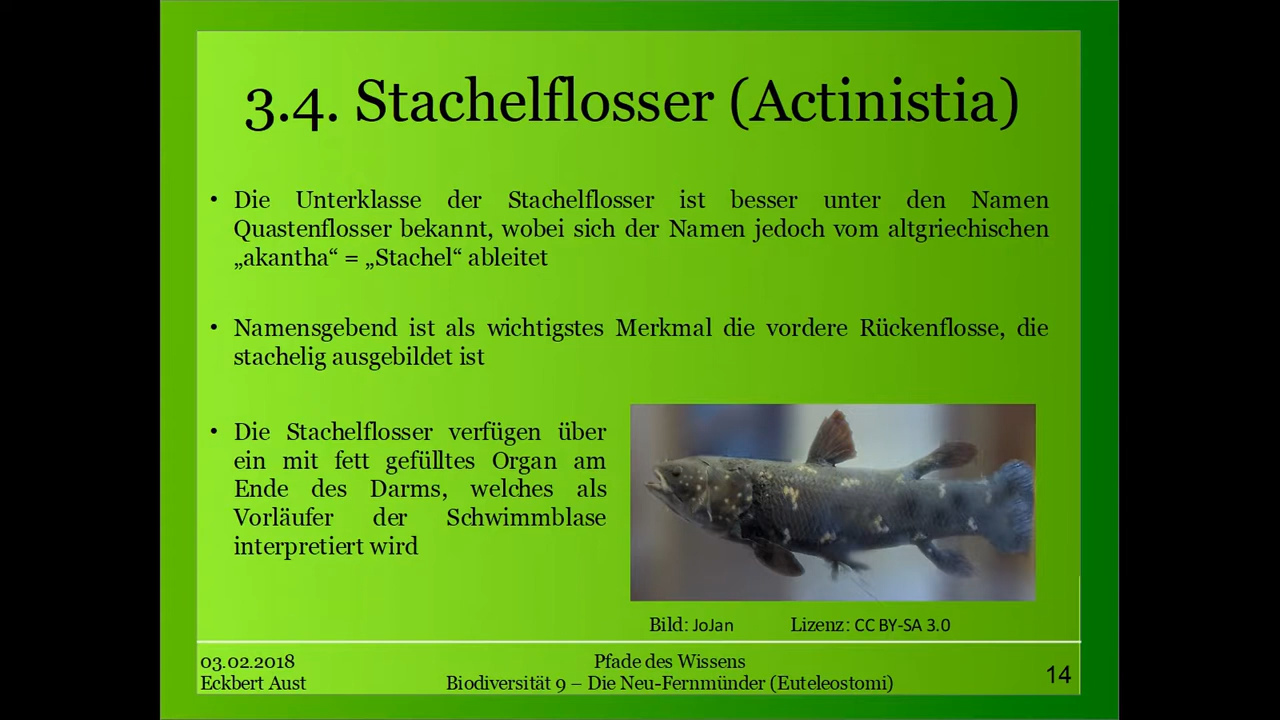 3.4. Stachelflosser (Actinistia)
• Die Unterklasse der Stachelflosser ist besser unter den Namen
Quastenflosser bekannt, wobei sich der Namen jedoch vom altgriechischen
„akantha“ = „Stachel“ ableitet
• Namensgebend ist als wichtigstes Merkmal die vordere Rückenflosse, die
stachelig ausgebildet ist
• Die Stachelflosser verfügen über
ein mit fett gefülltes Organ am
Ende des Darms, welches als
Vorläufer der Schwimmblase
interpretiert wird
Bild: JoJan Lizenz: CC BY-SA 3.0
03.02.2018
Eckbert Aust
Pfade des Wissens
Biodiversität 9 – Die Neu-Fernmünder (Euteleostomi)
14